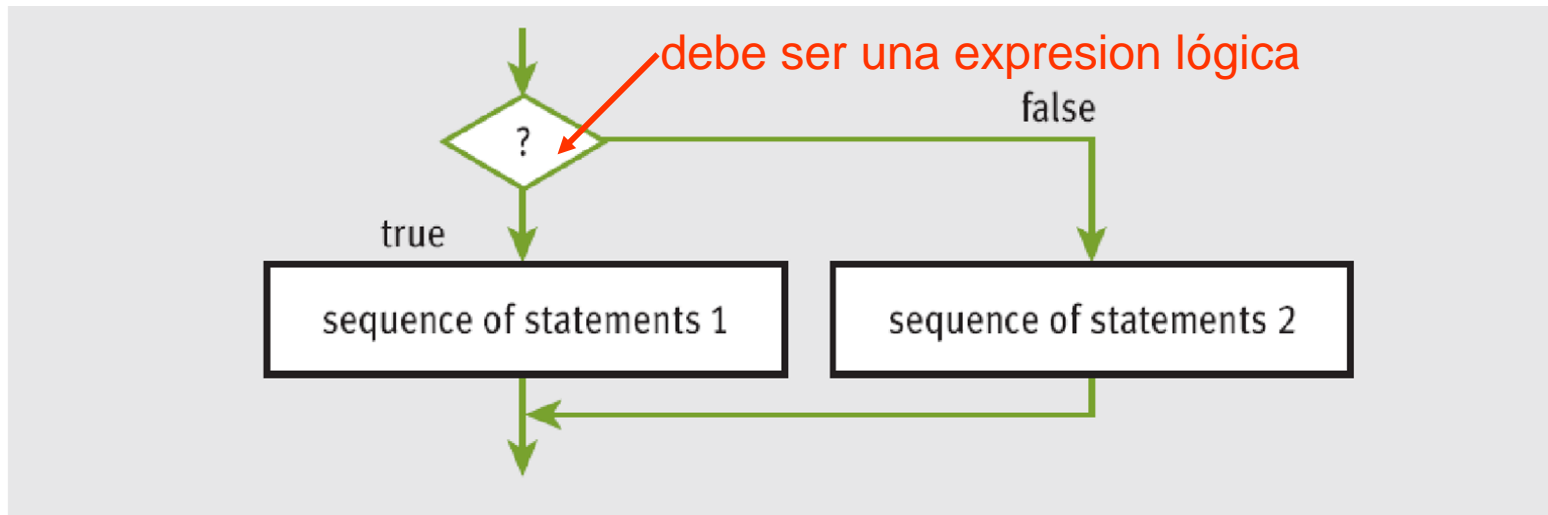 debe ser una expresion lógica
false
?
true
sequence of statements 1
sequence of statements 2